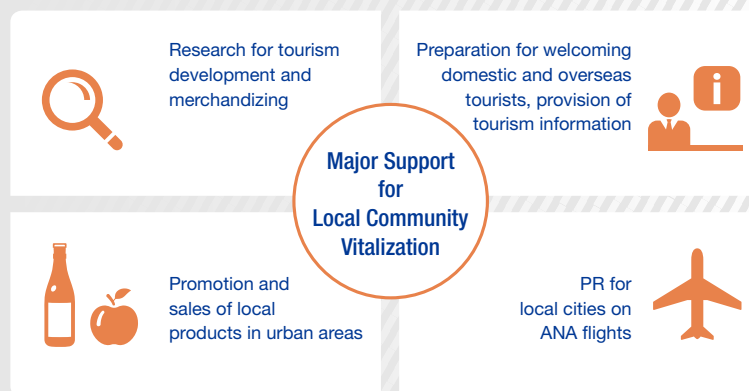 Research for tourism
development and
merchandizing
Preparation for welcoming
domestic and overseas
tourists, provision of
tourism information
i
Major Support
for
Local Community
Vitalization
Promotion and
sales of local
products in urban areas
PR for
local cities on
ANA flights